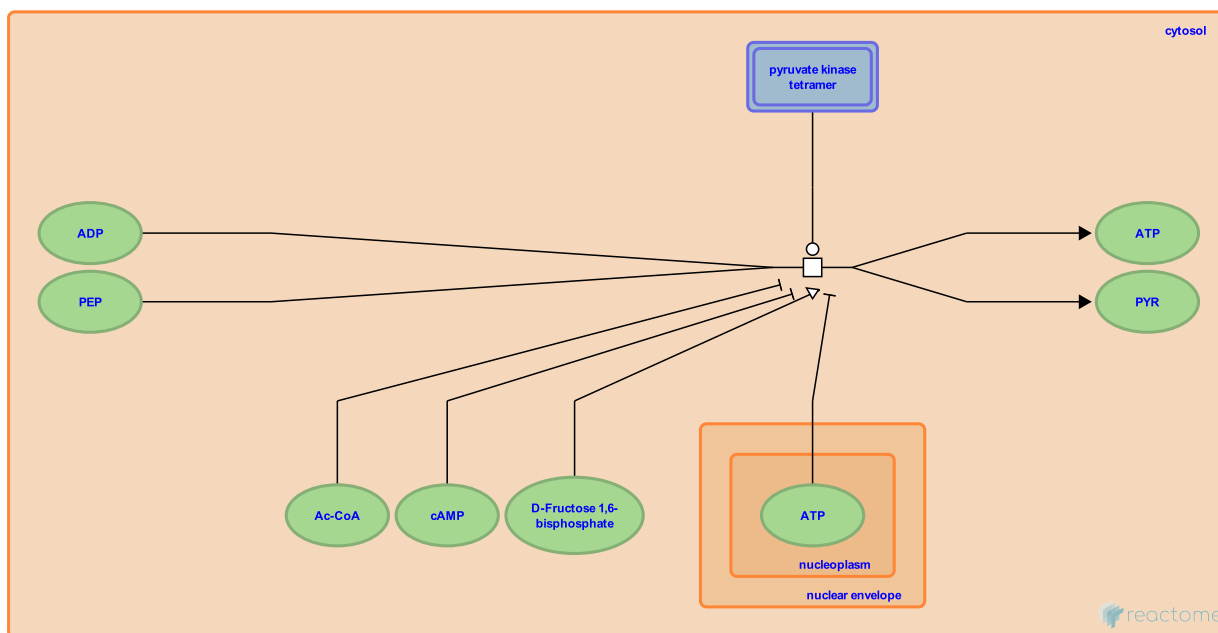 cytosol
pyruvate kinase
tetramer
ADP
ATP
PEP
PYR
Ac-CoA
cAMP
D-Fructose 1,6-
bisphosphate
ATP
nucleoplasm
nuclear envelope
reactome